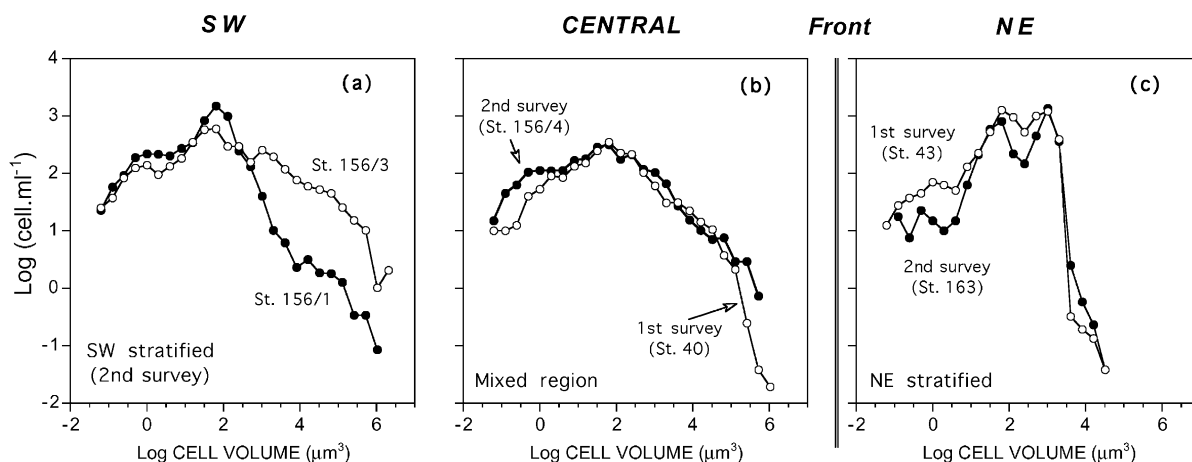 SW
CENTRAL
Front
NE
Log (cell.ml⁻¹)
4
3
2
1
0
-1
-2
(a)
St. 156/3
St. 156/1
SW stratified
(2nd survey)
-2 0 2 4 6
Log CELL VOLUME (µm³)
(b)
2nd survey
(St. 156/4)
1st survey
(St. 40)
Mixed region
-2 0 2 4 6
Log CELL VOLUME (µm³)
(c)
1st survey
(St. 43)
2nd survey
(St. 163)
NE stratified
-2 0 2 4 6
Log CELL VOLUME (µm³)